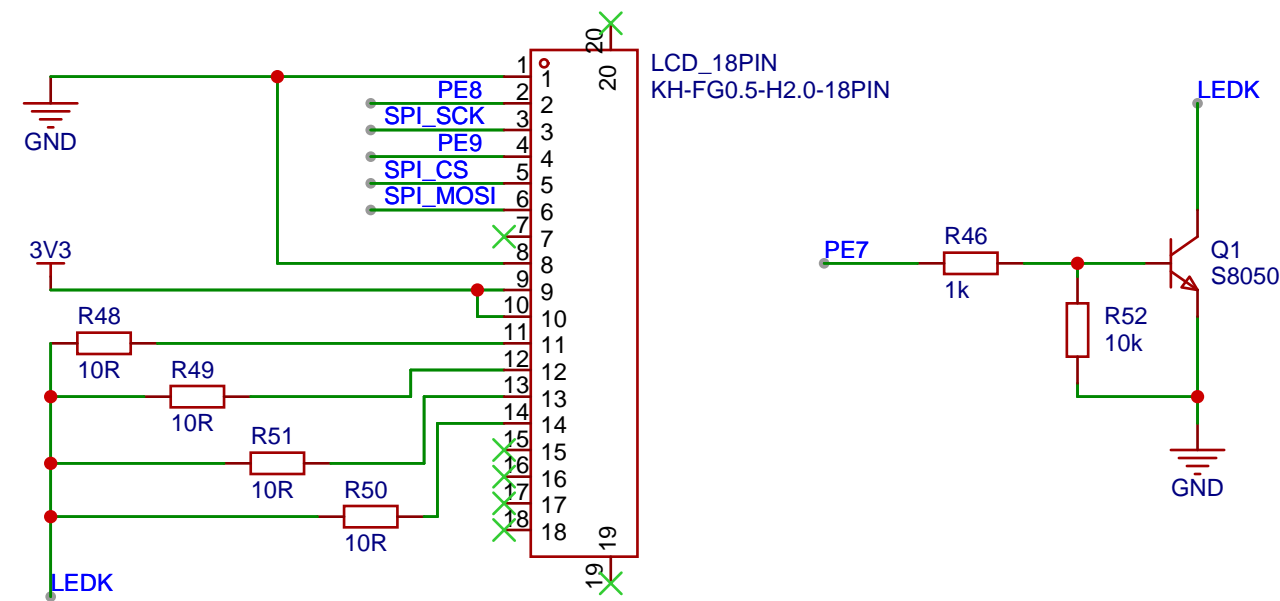 20
20
LCD_18PIN
KH-FG0.5-H2.0-18PIN
1
1
PE8
2
2
SPI_SCK
3
3
PE9
4
4
SPI_CS
5
5
SPI_MOSI
6
6
7
7
8
8
9
9
10
10
11
11
12
12
13
13
14
14
15
15
16
16
17
17
18
18
19
19
GND
3V3
R48
10R
R49
10R
R51
10R
R50
10R
LEDK
LEDK
PE7
R46
1k
Q1
S8050
R52
10k
GND